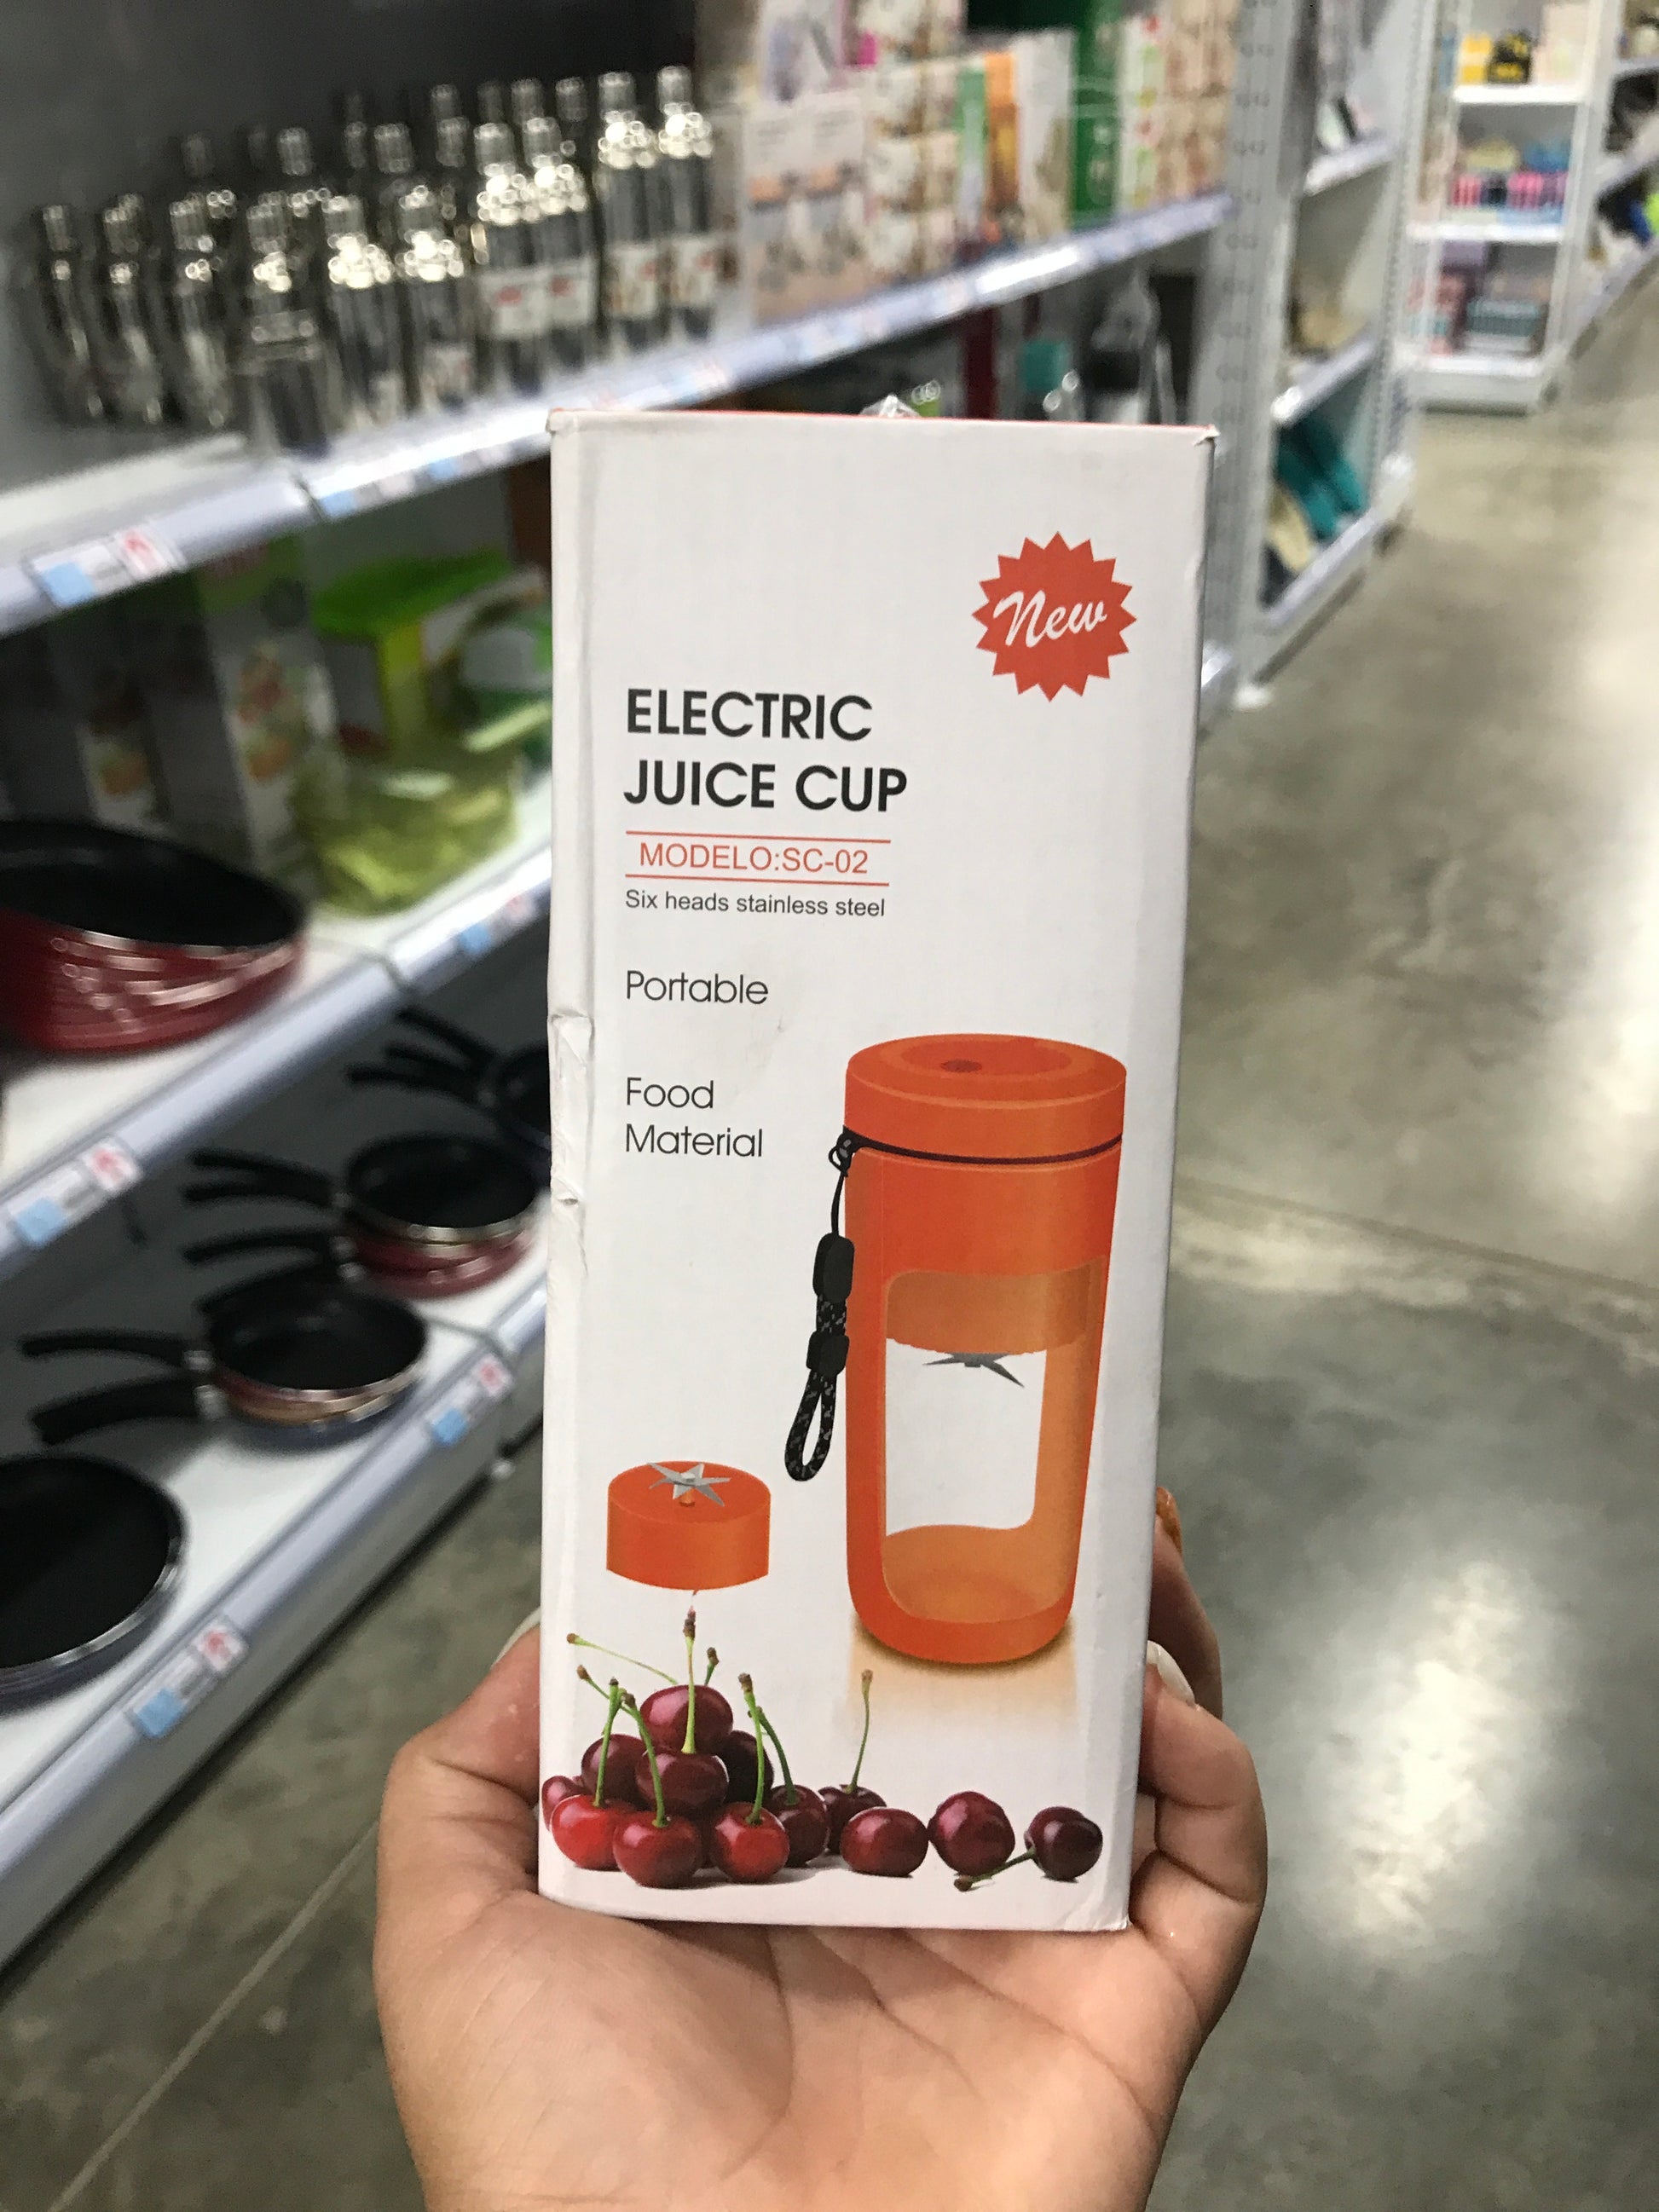 New
ELECTRIC
JUICE CUP
MODELO:SC-02
Six heads stainless steel
Portable
Food
Material